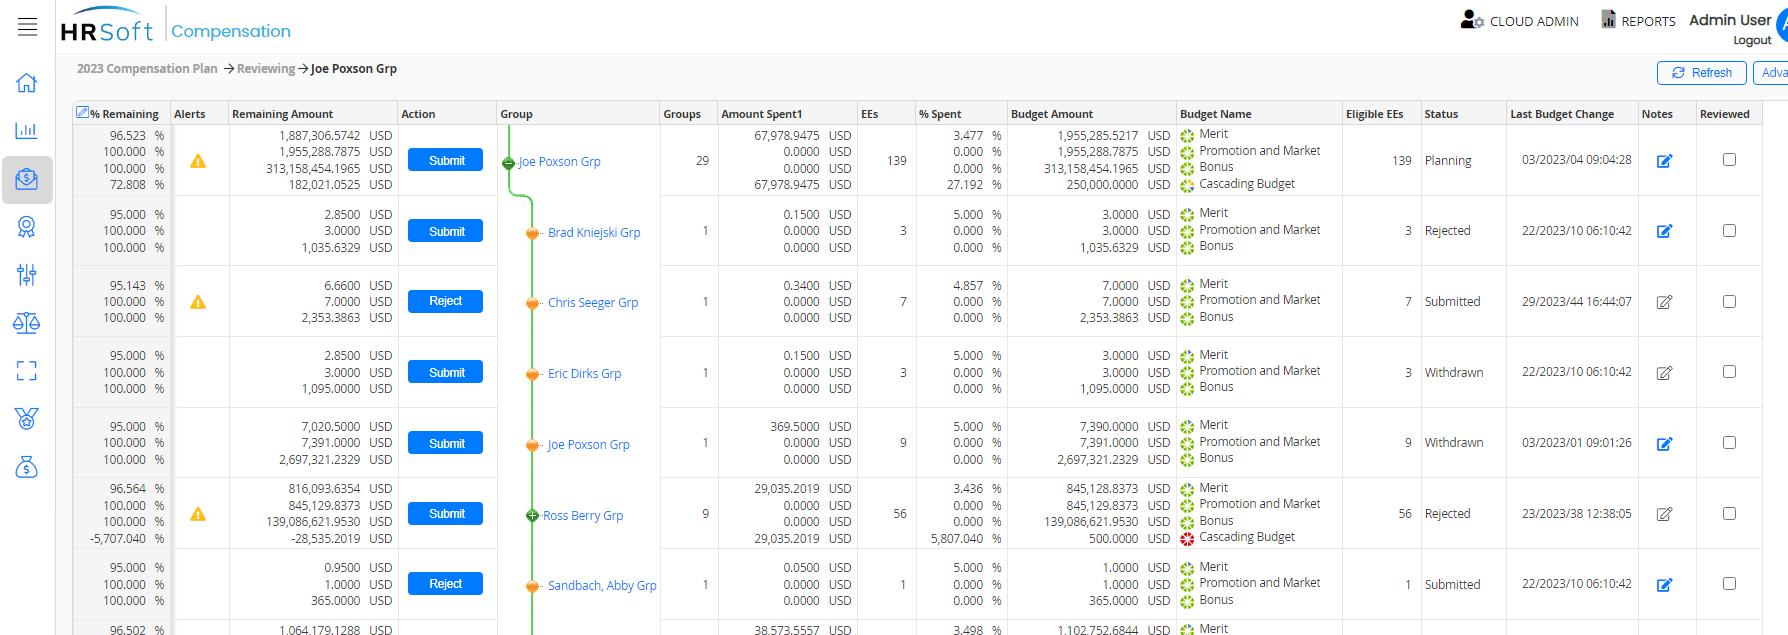 HRSoft Compensation
CLOUD ADMIN REPORTS Admin User
Logout
2023 Compensation Plan → Reviewing → Joe Poxson Grp
Refresh Adva
% Remaining Alerts Remaining Amount Action Group Groups Amount Spent1 EEs % Spent Budget Amount Budget Name Eligible EEs Status Last Budget Change Notes Reviewed
96.523 % 1,887,306.5742 USD 67,978.9475 USD 3.477 % 1,955,285.5217 USD Merit
100.000 % 1,955,288.7875 USD 0.0000 USD 0.000 % 1,955,288.7875 USD Promotion and Market
Submit Joe Poxson Grp 29 139 139 Planning 03/2023/04 09:04:28
100.000 % 313,158,454.1965 USD 0.0000 USD 0.000 % 313,158,454.1965 USD Bonus
72.808 % 182,021.0525 USD 67,978.9475 USD 27.192 % 250,000.0000 USD Cascading Budget
95.000 % 2.8500 USD 0.1500 USD 5.000 % 3.0000 USD Merit
100.000 % 3.0000 USD Submit Brad Kniejski Grp 1 0.0000 USD 3 0.000 % 3.0000 USD Promotion and Market 3 Rejected 22/2023/10 06:10:42
100.000 % 1,035.6329 USD 0.0000 USD 0.000 % 1,035.6329 USD Bonus
95.143 % 6.6600 USD 0.3400 USD 4.857 % 7.0000 USD Merit
100.000 % 7.0000 USD Reject Chris Seeger Grp 1 0.0000 USD 7 0.000 % 7.0000 USD Promotion and Market 7 Submitted 29/2023/44 16:44:07
100.000 % 2,353.3863 USD 0.0000 USD 0.000 % 2,353.3863 USD Bonus
95.000 % 2.8500 USD 0.1500 USD 5.000 % 3.0000 USD Merit
100.000 % 3.0000 USD Submit Eric Dirks Grp 1 0.0000 USD 3 0.000 % 3.0000 USD Promotion and Market 3 Withdrawn 22/2023/10 06:10:42
100.000 % 1,095.0000 USD 0.0000 USD 0.000 % 1,095.0000 USD Bonus
95.000 % 7,020.5000 USD 369.5000 USD 5.000 % 7,390.0000 USD Merit
100.000 % 7,391.0000 USD Submit Joe Poxson Grp 1 0.0000 USD 9 0.000 % 7,391.0000 USD Promotion and Market 9 Withdrawn 03/2023/01 09:01:26
100.000 % 2,697,321.2329 USD 0.0000 USD 0.000 % 2,697,321.2329 USD Bonus
96.564 % 816,093.6354 USD 29,035.2019 USD 3.436 % 845,128.8373 USD Merit
100.000 % 845,129.8373 USD 0.0000 USD 0.000 % 845,129.8373 USD Promotion and Market
Submit Ross Berry Grp 9 56 56 Rejected 23/2023/38 12:38:05
100.000 % 139,086,621.9530 USD 0.0000 USD 0.000 % 139,086,621.9530 USD Bonus
-5,707.040 % -28,535.2019 USD 29,035.2019 USD 5,807.040 % 500.0000 USD Cascading Budget
95.000 % 0.9500 USD 0.0500 USD 5.000 % 1.0000 USD Merit
100.000 % 1.0000 USD Reject Sandbach, Abby Grp 1 0.0000 USD 1 0.000 % 1.0000 USD Promotion and Market 1 Submitted 22/2023/10 06:10:42
100.000 % 365.0000 USD 0.0000 USD 0.000 % 365.0000 USD Bonus
96.502 % 1,064,179.1288 USD 38,573.5557 USD 3.498 % 1,102,752.6844 USD Merit